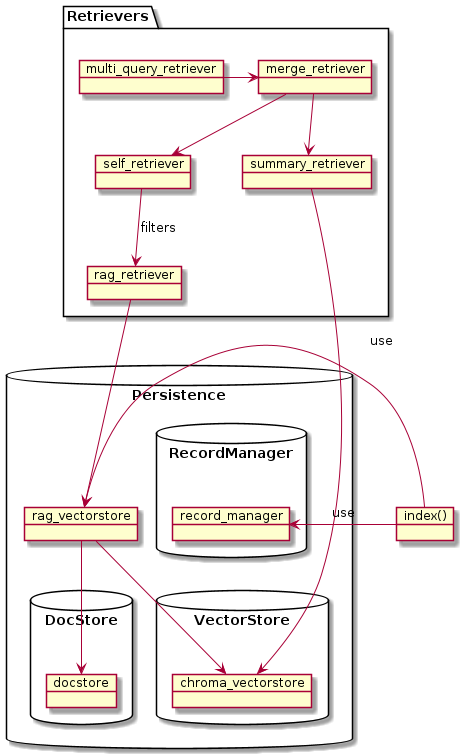 Retrievers
multi_query_retriever
merge_retriever
self_retriever
summary_retriever
filters
rag_retriever
use
Persistence
RecordManager
rag_vectorstore
record_manager
use
index()
DocStore
VectorStore
docstore
chroma_vectorstore